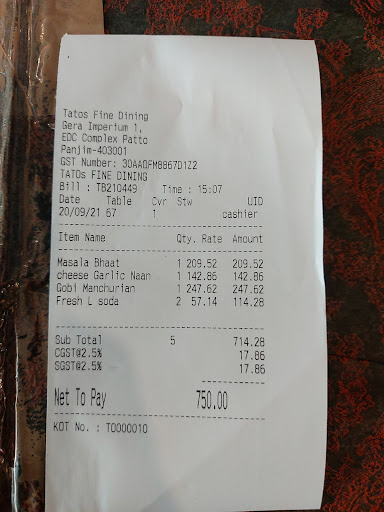 Tatos Fine Dining
Gera Imperium 1,
EDC Complex Patto
Panjim-403001
GST Number: 30AAOFM8867D1Z2
TATOs FINE DINING
Bill : TB210449 Time : 15:07
Date Table Cvr Stw UID
20/09/21 67 1 cashier
Item Name Qty. Rate Amount
Masala Bhaat 1 209.52 209.52
cheese Garlic Naan 1 142.86 142.86
Gobi Manchurian 1 247.62 247.62
Fresh L soda 2 57.14 114.28
Sub Total 5 714.28
CGST@2.5% 17.86
SGST@2.5% 17.86
Net To Pay 750.00
KOT No. : T0000010